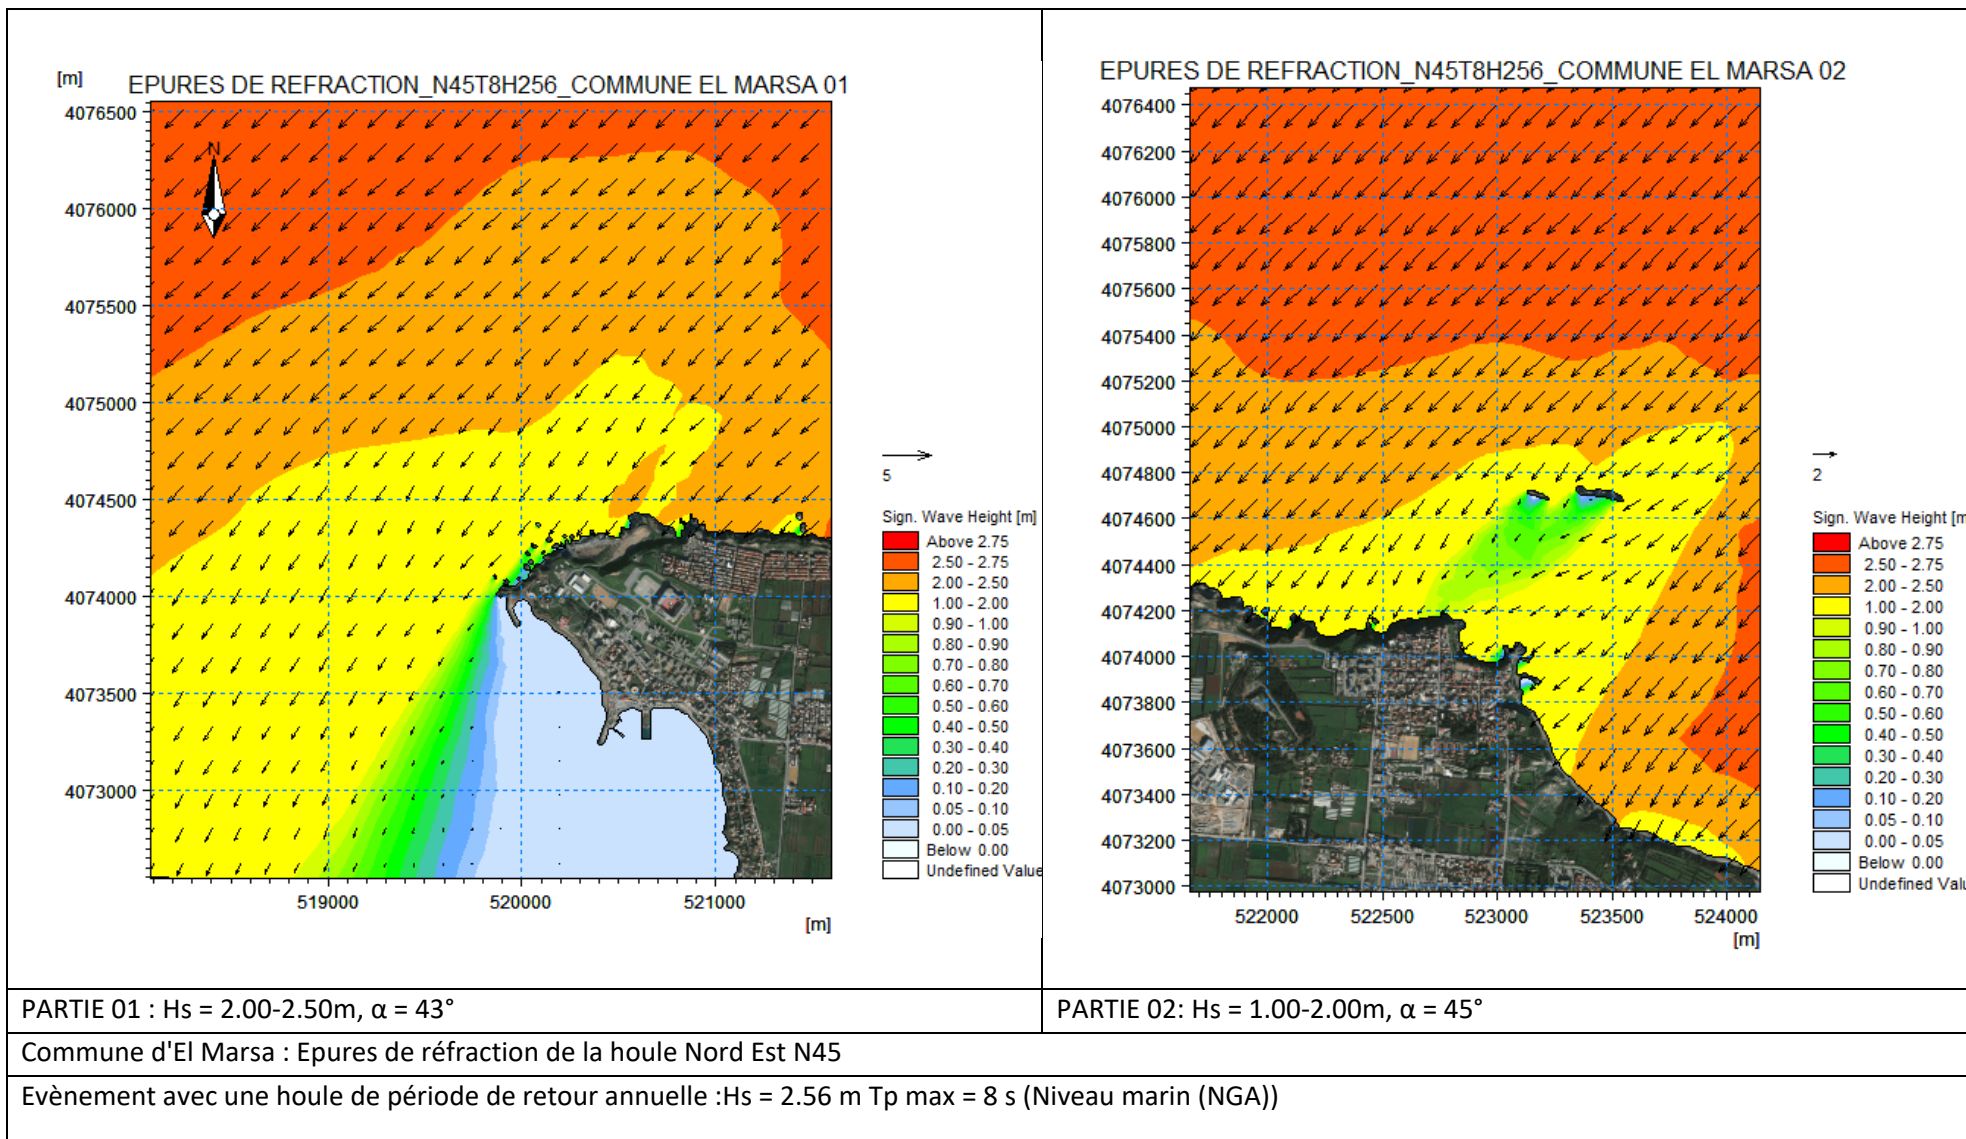 [m]
EPURES DE REFRACTION_N45T8H256_COMMUNE EL MARSA 01
4076500
4076000
4075500
4075000
4074500
4074000
4073500
4073000
N
519000
520000
521000
[m]
5
Sign. Wave Height [m]
Above 2.75
2.50 - 2.75
2.00 - 2.50
1.00 - 2.00
0.90 - 1.00
0.80 - 0.90
0.70 - 0.80
0.60 - 0.70
0.50 - 0.60
0.40 - 0.50
0.30 - 0.40
0.20 - 0.30
0.10 - 0.20
0.05 - 0.10
0.00 - 0.05
Below 0.00
Undefined Value
EPURES DE REFRACTION_N45T8H256_COMMUNE EL MARSA 02
4076400
4076200
4076000
4075800
4075600
4075400
4075200
4075000
4074800
4074600
4074400
4074200
4074000
4073800
4073600
4073400
4073200
4073000
522000
522500
523000
523500
524000
[m]
2
Sign. Wave Height [m
Above 2.75
2.50 - 2.75
2.00 - 2.50
1.00 - 2.00
0.90 - 1.00
0.80 - 0.90
0.70 - 0.80
0.60 - 0.70
0.50 - 0.60
0.40 - 0.50
0.30 - 0.40
0.20 - 0.30
0.10 - 0.20
0.05 - 0.10
0.00 - 0.05
Below 0.00
Undefined Valu
PARTIE 01 : Hs = 2.00-2.50m, α = 43°
PARTIE 02: Hs = 1.00-2.00m, α = 45°
Commune d'El Marsa : Epures de réfraction de la houle Nord Est N45
Evènement avec une houle de période de retour annuelle :Hs = 2.56 m Tp max = 8 s (Niveau marin (NGA))